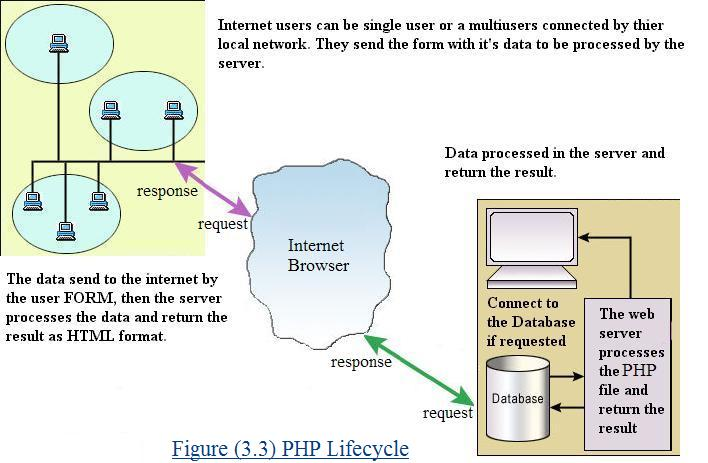 Internet users can be single user or a multiusers connected by thier
local network. They send the form with it's data to be processed by the
server.
Data processed in the server and
return the result.
response
request
Internet
Browser
The data send to the internet by
the user FORM, then the server
processes the data and return the
result as HTML format.
Connect to
the Database
if requested
The web
server
processes
the PHP
file and
return the
result
Database
response
request
Figure (3.3) PHP Lifecycle